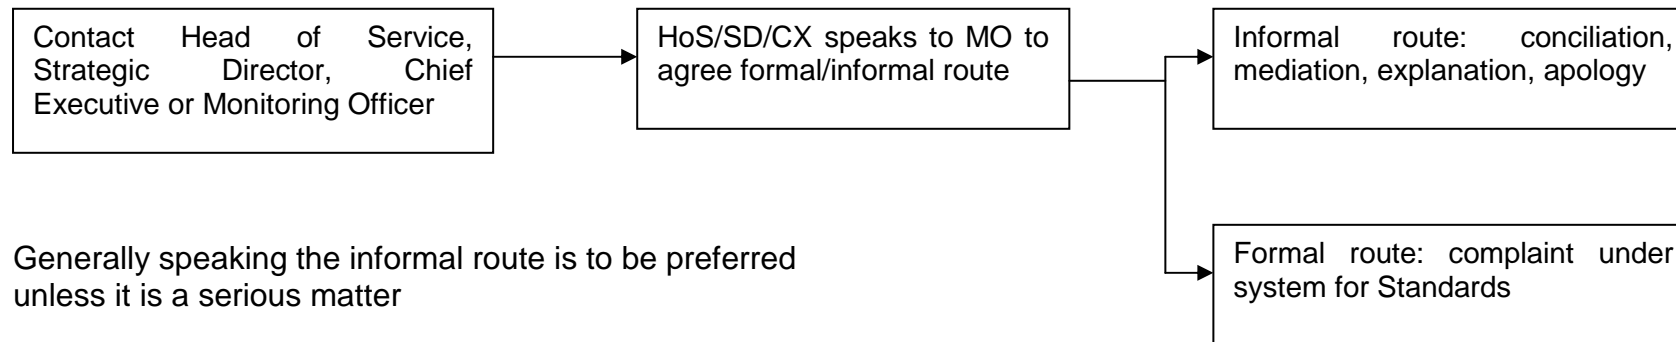 Contact Head of Service,
Strategic Director, Chief
Executive or Monitoring Officer
HoS/SD/CX speaks to MO to
agree formal/informal route
Informal route: conciliation,
mediation, explanation, apology
Generally speaking the informal route is to be preferred
unless it is a serious matter
Formal route: complaint under
system for Standards